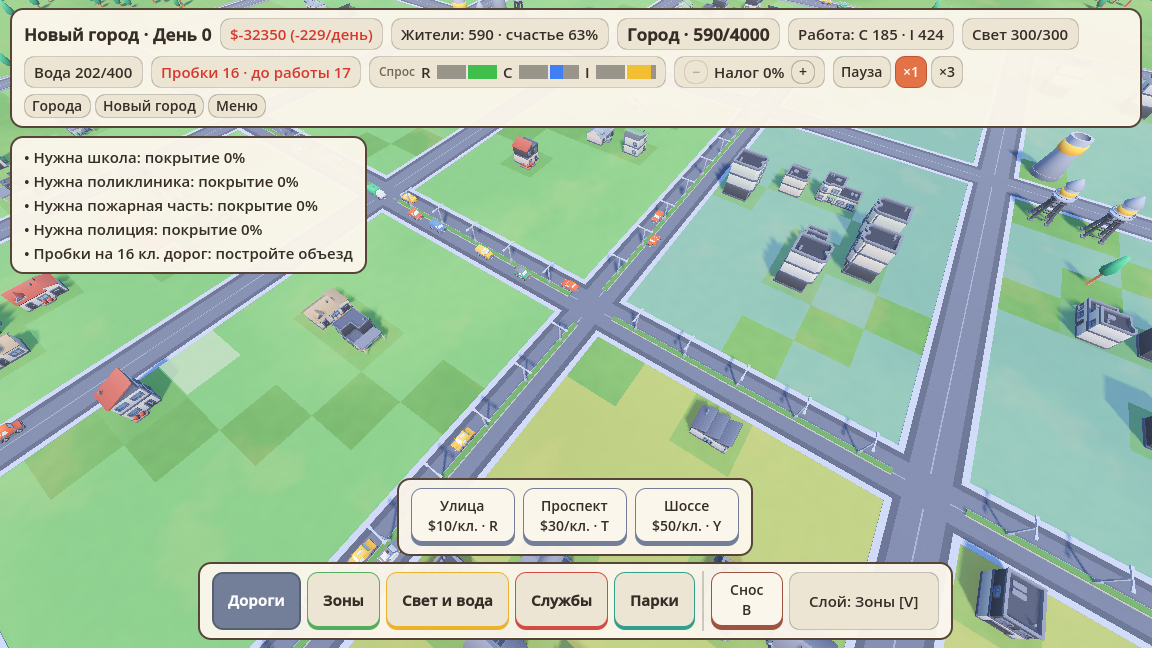 Новый город · День 0 $-32350 (-229/день) Жители: 590 · счастье 63% Город · 590/4000 Работа: С 185 · I 424 Свет 300/300
Вода 202/400 Пробки 16 · до работы 17 Спрос R C I − Налог 0% + Пауза ×1 ×3
Города Новый город Меню
• Нужна школа: покрытие 0%
• Нужна поликлиника: покрытие 0%
• Нужна пожарная часть: покрытие 0%
• Нужна полиция: покрытие 0%
• Пробки на 16 кл. дорог: постройте объезд
Улица Проспект Шоссе
$10/кл. · R $30/кл. · T $50/кл. · Y
Дороги Зоны Свет и вода Службы Парки Снос B Слой: Зоны [V]